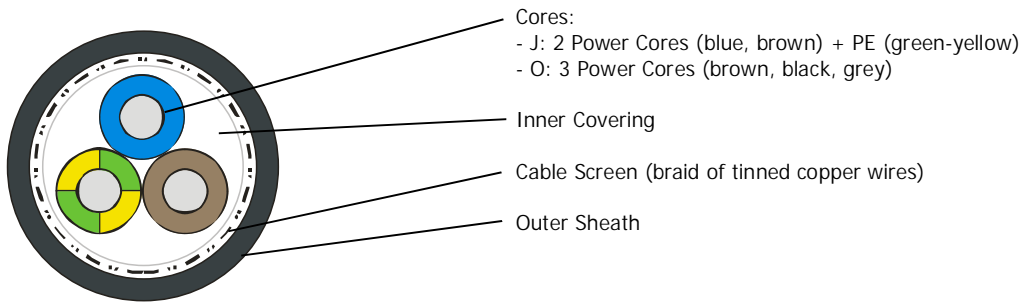 Cores:
- J: 2 Power Cores (blue, brown) + PE (green-yellow)
- O: 3 Power Cores (brown, black, grey)
Inner Covering
Cable Screen (braid of tinned copper wires)
Outer Sheath